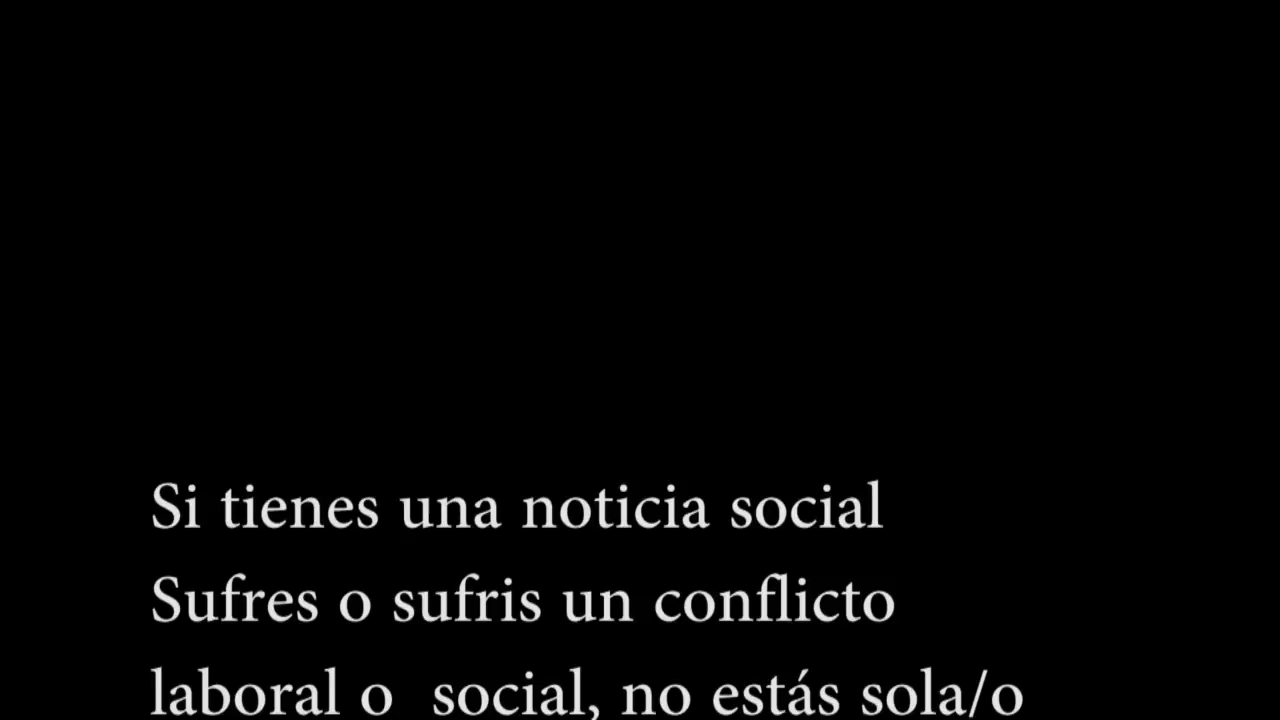 Si tienes una noticia social
Sufres o sufris un conflicto
laboral o  social, no estás sola/o